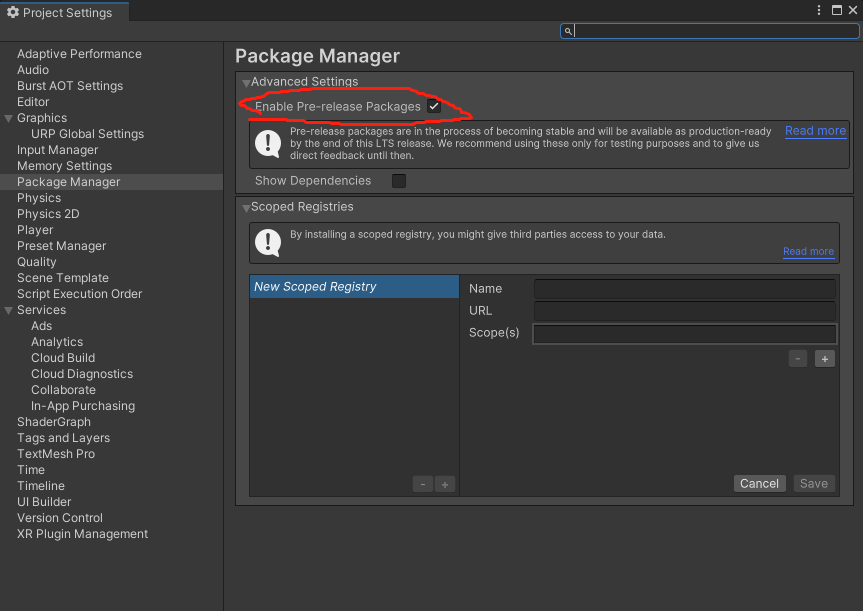 Project Settings
Adaptive Performance
Audio
Burst AOT Settings
Editor
Graphics
URP Global Settings
Input Manager
Memory Settings
Package Manager
Physics
Physics 2D
Player
Preset Manager
Quality
Scene Template
Script Execution Order
Services
Ads
Analytics
Cloud Build
Cloud Diagnostics
Collaborate
In-App Purchasing
ShaderGraph
Tags and Layers
TextMesh Pro
Time
Timeline
UI Builder
Version Control
XR Plugin Management
Package Manager
Advanced Settings
Enable Pre-release Packages
Pre-release packages are in the process of becoming stable and will be available as production-ready
by the end of this LTS release. We recommend using these only for testing purposes and to give us
direct feedback until then.
Read more
Show Dependencies
Scoped Registries
By installing a scoped registry, you might give third parties access to your data.
Read more
New Scoped Registry
Name
URL
Scope(s)
- +
- +
Cancel Save